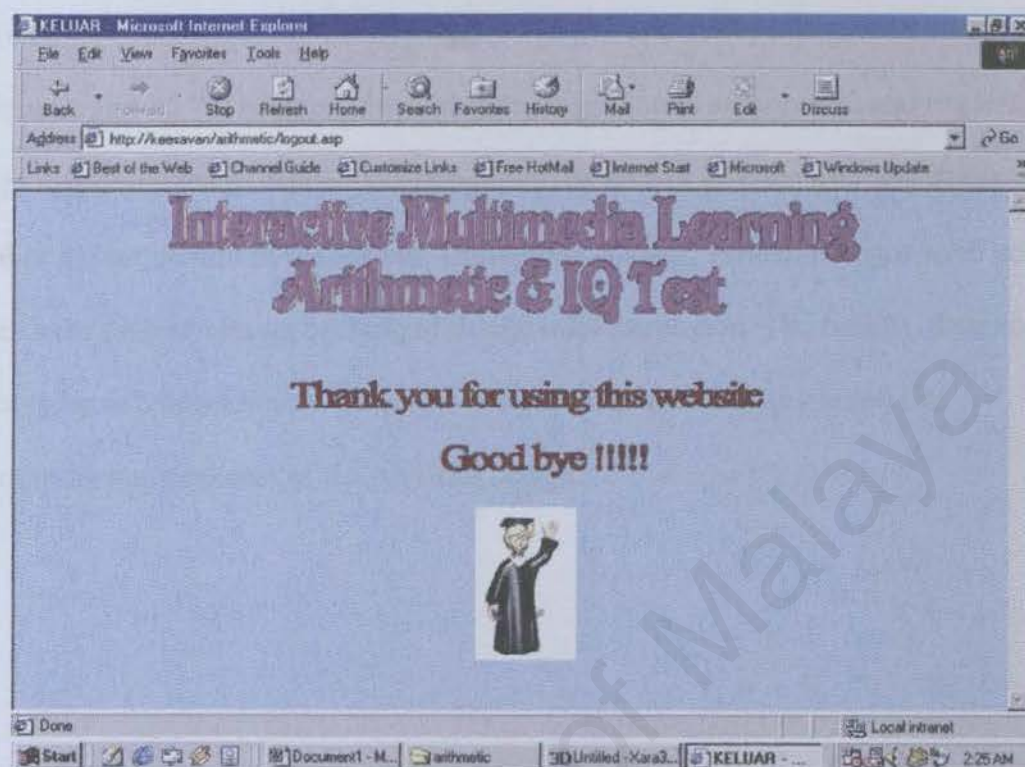 KELUAR - Microsoft Internet Explorer
File Edit View Favorites Tools Help
Back Forward Stop Refresh Home Search Favorites History Mail Print Edit Discuss
Address http://keesavan/arithmetic/logout.asp Go
Links Best of the Web Channel Guide Customize Links Free HotMail Internet Start Microsoft Windows Update
Interactive Multimedia Learning
Arithmetic & IQ Test
Thank you for using this website
Good bye !!!!!
of Malaya
Done Local intranet
Start Document1 - M... arithmetic Untitled - Xara3... KELUAR - ... 2:25 AM